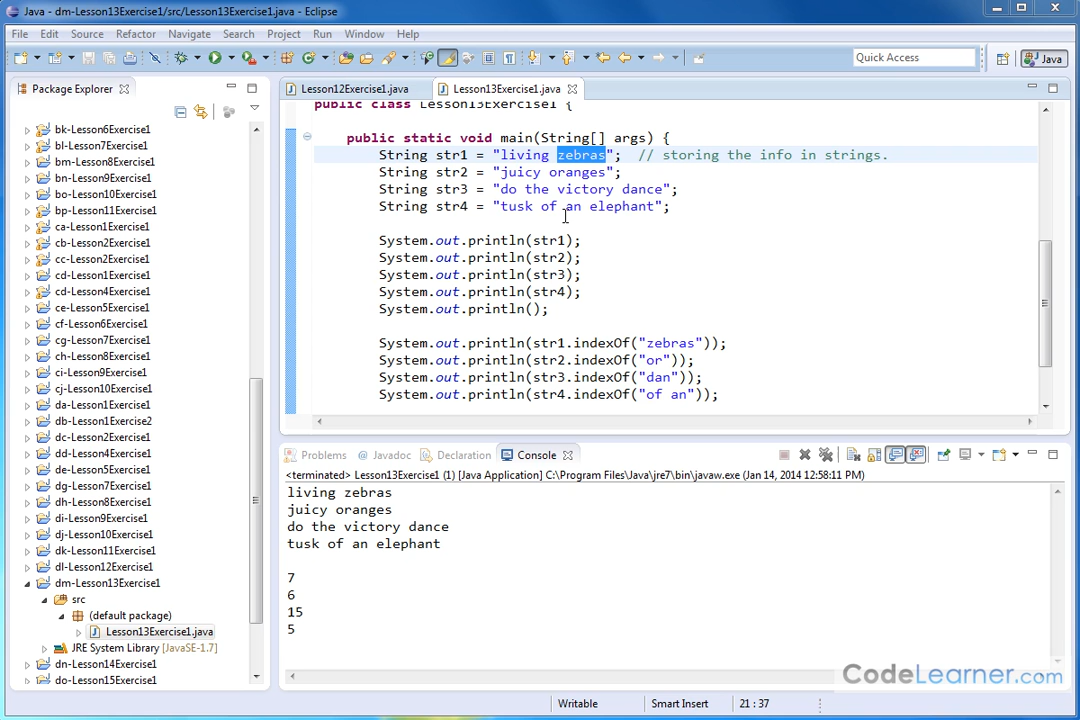 Java - dm-Lesson13Exercise1/src/Lesson13Exercise1.java - Eclipse
File Edit Source Refactor Navigate Search Project Run Window Help
Quick Access
Java
Package Explorer
bk-Lesson6Exercise1
bl-Lesson7Exercise1
bm-Lesson8Exercise1
bn-Lesson9Exercise1
bo-Lesson10Exercise1
bp-Lesson11Exercise1
ca-Lesson1Exercise1
cb-Lesson2Exercise1
cc-Lesson2Exercise1
cd-Lesson1Exercise1
cd-Lesson4Exercise1
ce-Lesson5Exercise1
cf-Lesson6Exercise1
cg-Lesson7Exercise1
ch-Lesson8Exercise1
ci-Lesson9Exercise1
cj-Lesson10Exercise1
da-Lesson1Exercise1
db-Lesson1Exercise2
dc-Lesson2Exercise1
dd-Lesson3Exercise1
dd-Lesson4Exercise1
de-Lesson5Exercise1
dg-Lesson7Exercise1
dh-Lesson8Exercise1
di-Lesson9Exercise1
dj-Lesson10Exercise1
dk-Lesson11Exercise1
dl-Lesson12Exercise1
dm-Lesson13Exercise1
src
(default package)
Lesson13Exercise1.java
JRE System Library [JavaSE-1.7]
dn-Lesson14Exercise1
do-Lesson15Exercise1
Lesson12Exercise1.java
Lesson13Exercise1.java
public class Lesson13Exercise1 {
public static void main(String[] args) {
String str1 = "living zebras"; // storing the info in strings.
String str2 = "juicy oranges";
String str3 = "do the victory dance";
String str4 = "tusk of an elephant";
System.out.println(str1);
System.out.println(str2);
System.out.println(str3);
System.out.println(str4);
System.out.println();
System.out.println(str1.indexOf("zebras"));
System.out.println(str2.indexOf("or"));
System.out.println(str3.indexOf("dan"));
System.out.println(str4.indexOf("of an"));
Problems @ Javadoc Declaration Console
<terminated> Lesson13Exercise1 (1) [Java Application] C:\Program Files\Java\jre7\bin\javaw.exe (Jan 14, 2014 12:58:11 PM)
living zebras
juicy oranges
do the victory dance
tusk of an elephant
7
6
15
5
CodeLearner.com
Writable Smart Insert 21 : 37